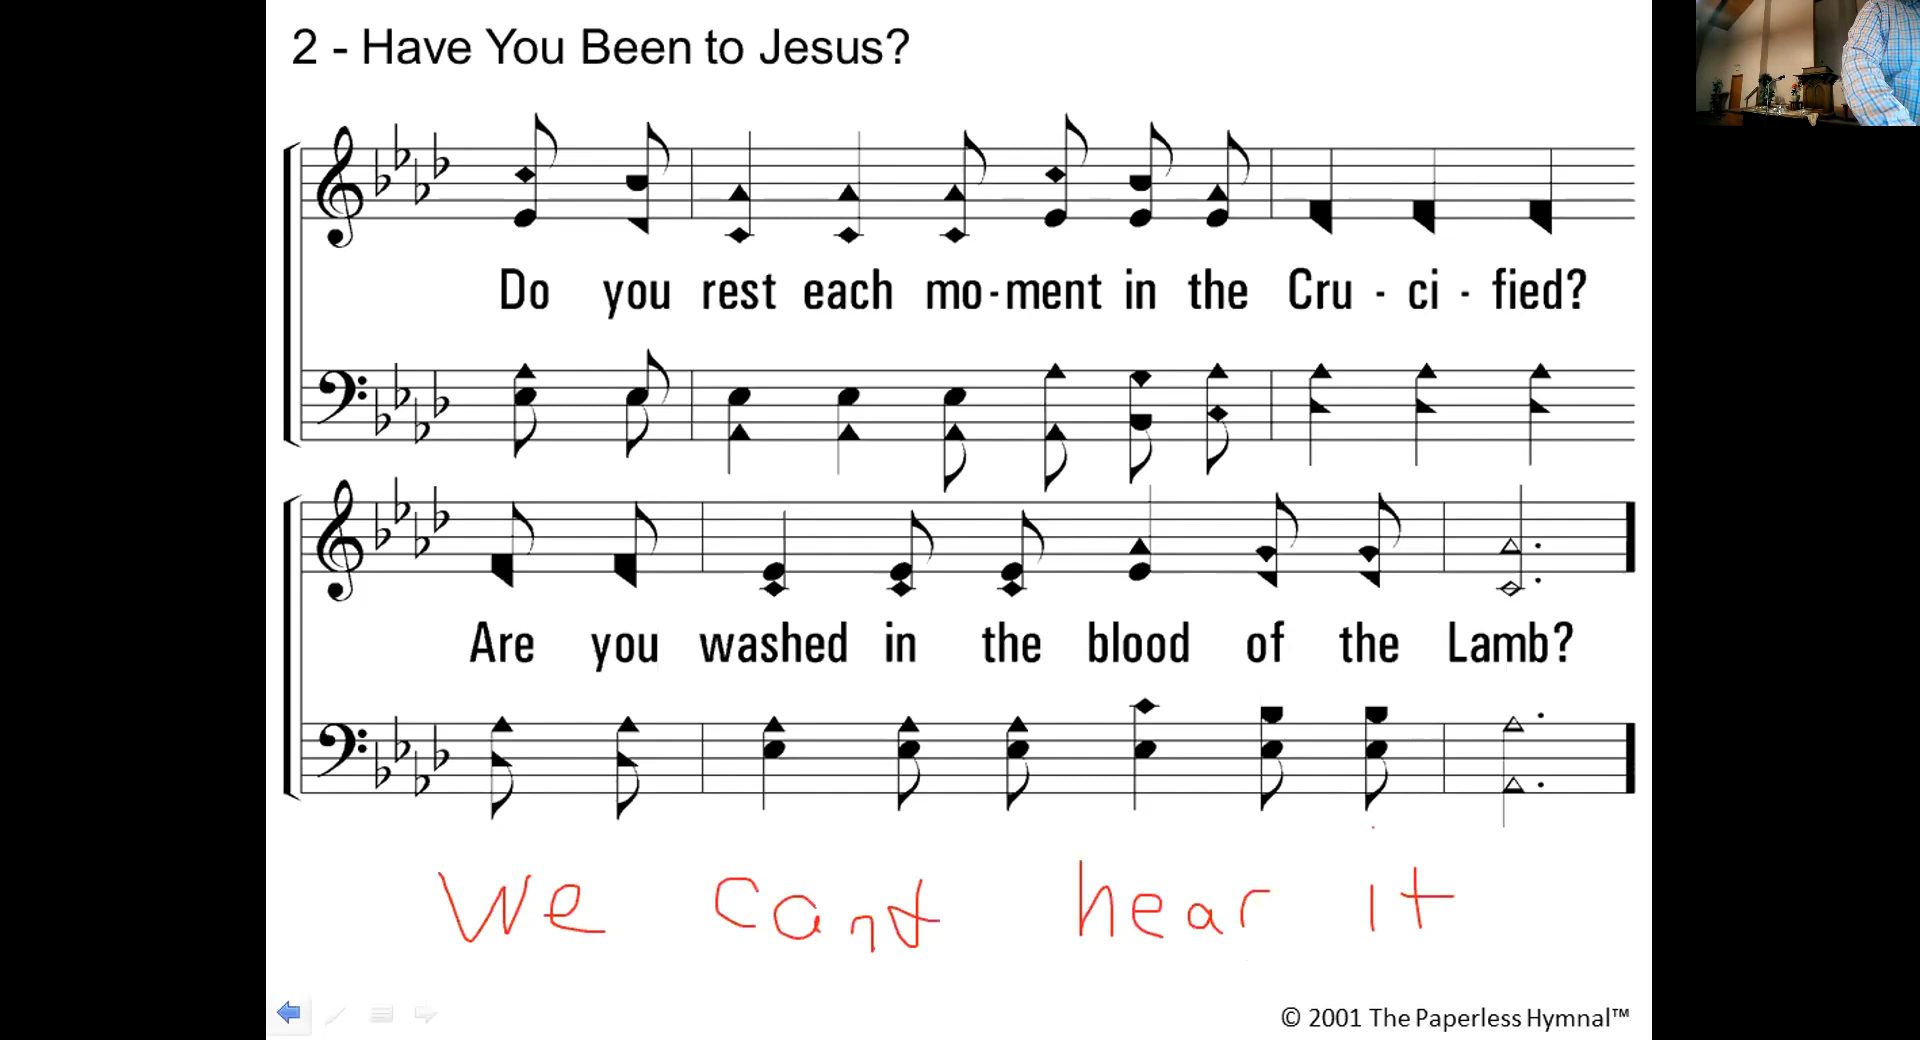 2 - Have You Been to Jesus?
Do you rest each mo - ment in the Cru - ci - fied?
Are you washed in the blood of the Lamb?
We cant hear it
© 2001 The Paperless Hymnal™